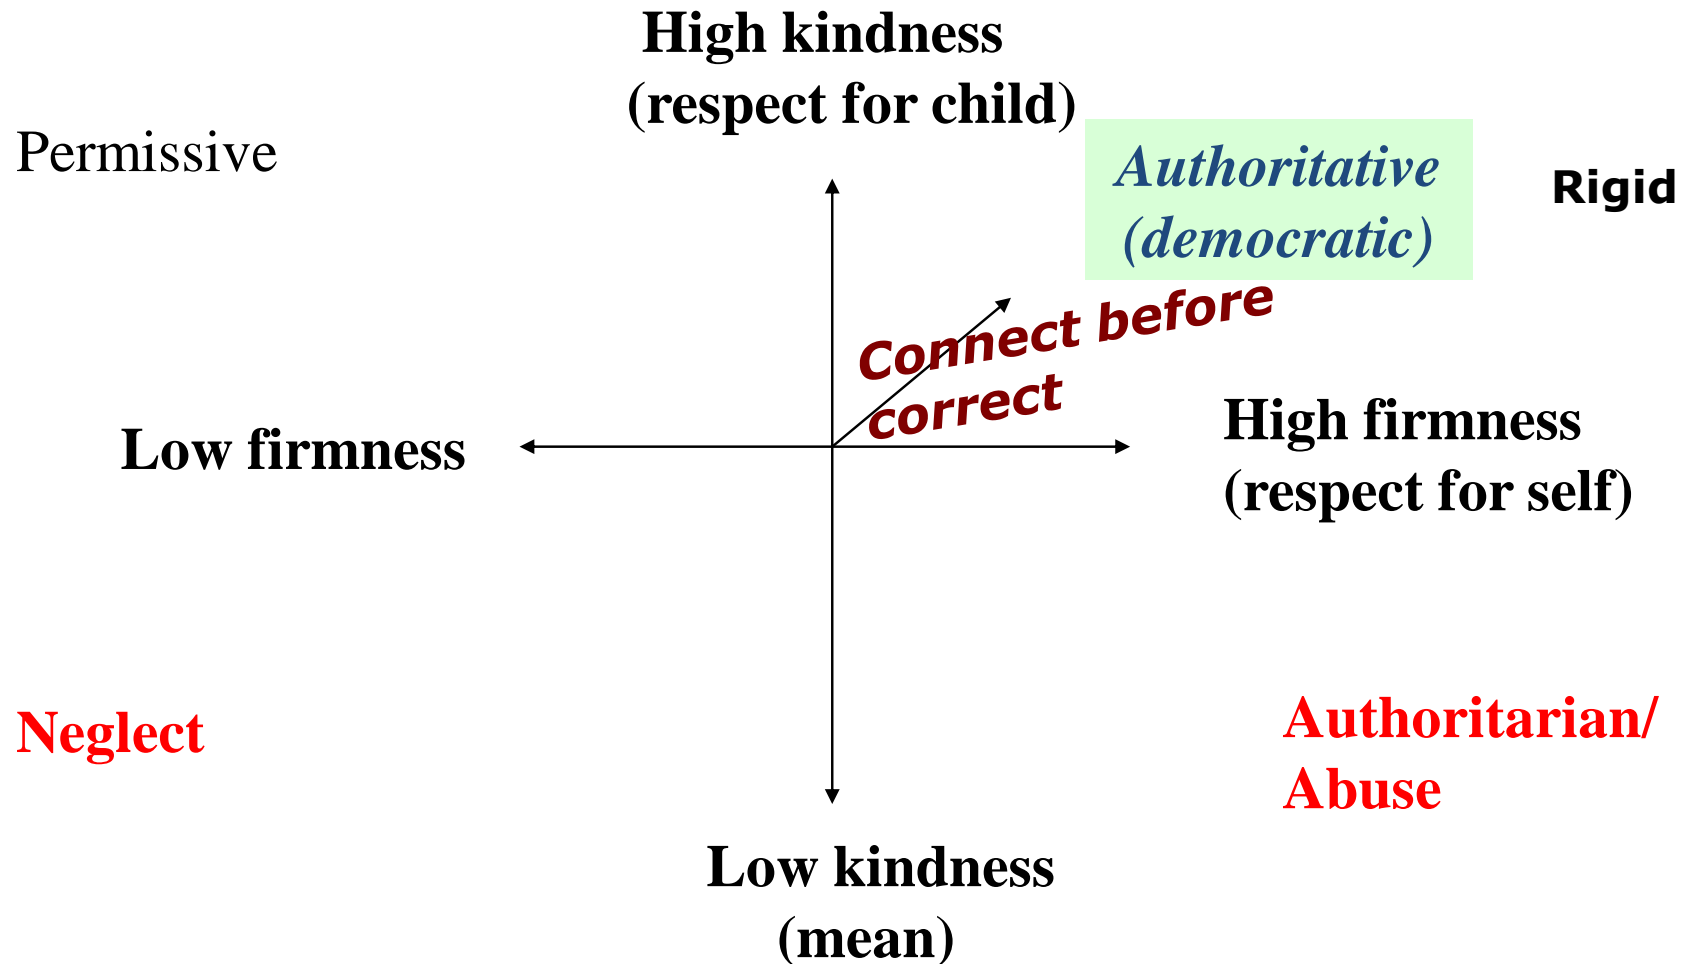 High kindness
(respect for child)
Permissive
Authoritative
(democratic)
Rigid
Connect before
correct
Low firmness
High firmness
(respect for self)
Neglect
Authoritarian/
Abuse
Low kindness
(mean)